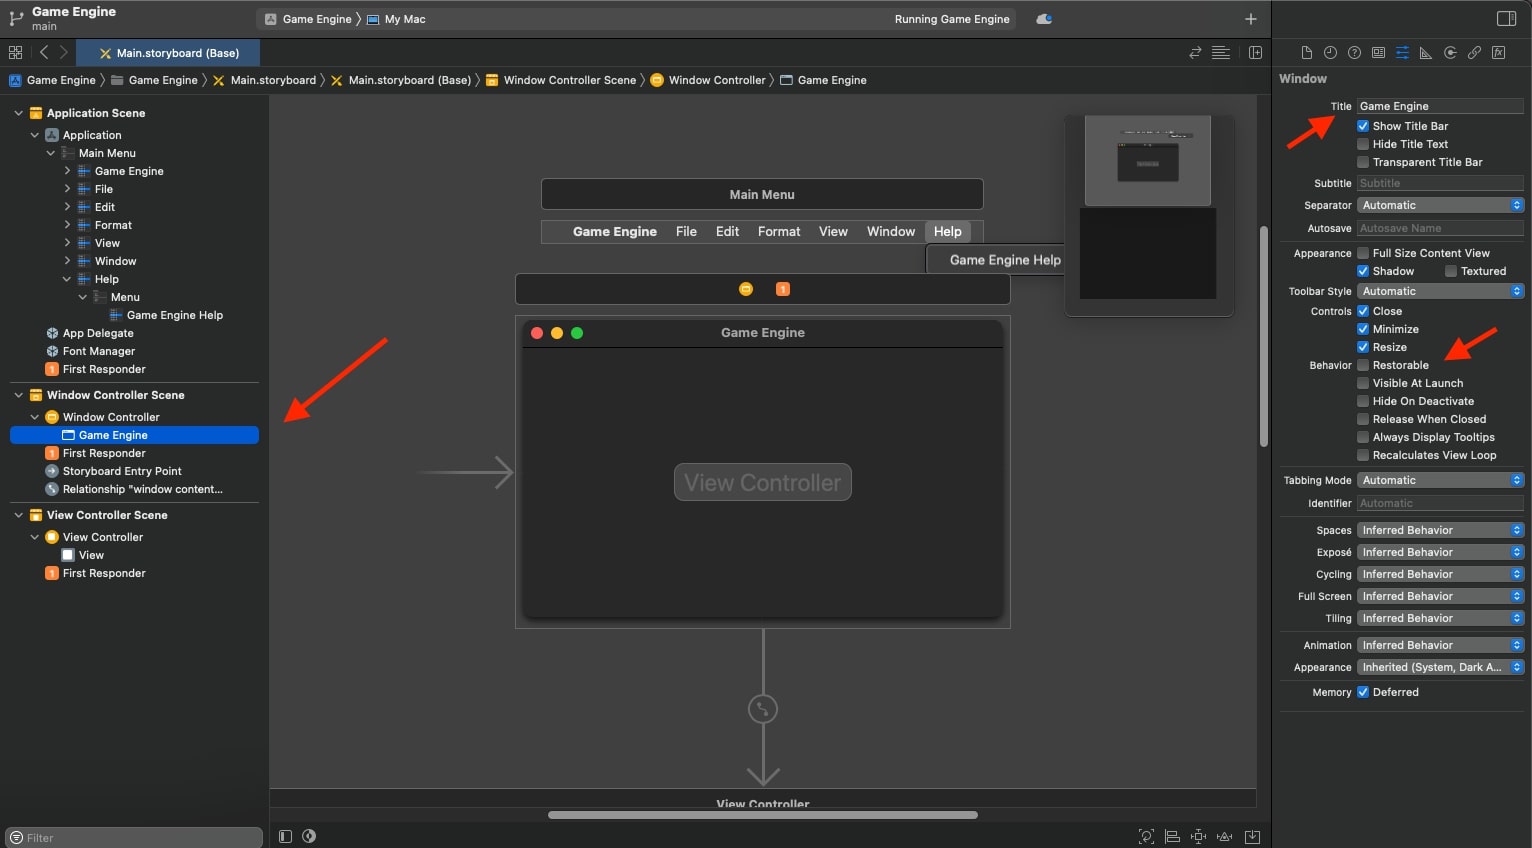 Game Engine
main
Game Engine
My Mac
Running Game Engine
Main.storyboard (Base)
Game Engine
Game Engine
Main.storyboard
Main.storyboard (Base)
Window Controller Scene
Window Controller
Game Engine
Application Scene
Application
Main Menu
Game Engine
File
Edit
Format
View
Window
Help
Menu
Game Engine Help
App Delegate
Font Manager
1 First Responder
Window Controller Scene
Window Controller
Game Engine
1 First Responder
Storyboard Entry Point
Relationship "window content...
View Controller Scene
View Controller
View
1 First Responder
Filter
Main Menu
Game Engine File Edit Format View Window Help
Game Engine Help
1
Game Engine
View Controller
View Controller
Window
Title Game Engine
Show Title Bar
Hide Title Text
Transparent Title Bar
Subtitle Subtitle
Separator Automatic
Autosave Autosave Name
Appearance Full Size Content View
Shadow Textured
Toolbar Style Automatic
Controls Close
Minimize
Resize
Behavior Restorable
Visible At Launch
Hide On Deactivate
Release When Closed
Always Display Tooltips
Recalculates View Loop
Tabbing Mode Automatic
Identifier Automatic
Spaces Inferred Behavior
Exposé Inferred Behavior
Cycling Inferred Behavior
Full Screen Inferred Behavior
Tiling Inferred Behavior
Animation Inferred Behavior
Appearance Inherited (System, Dark A...
Memory Deferred